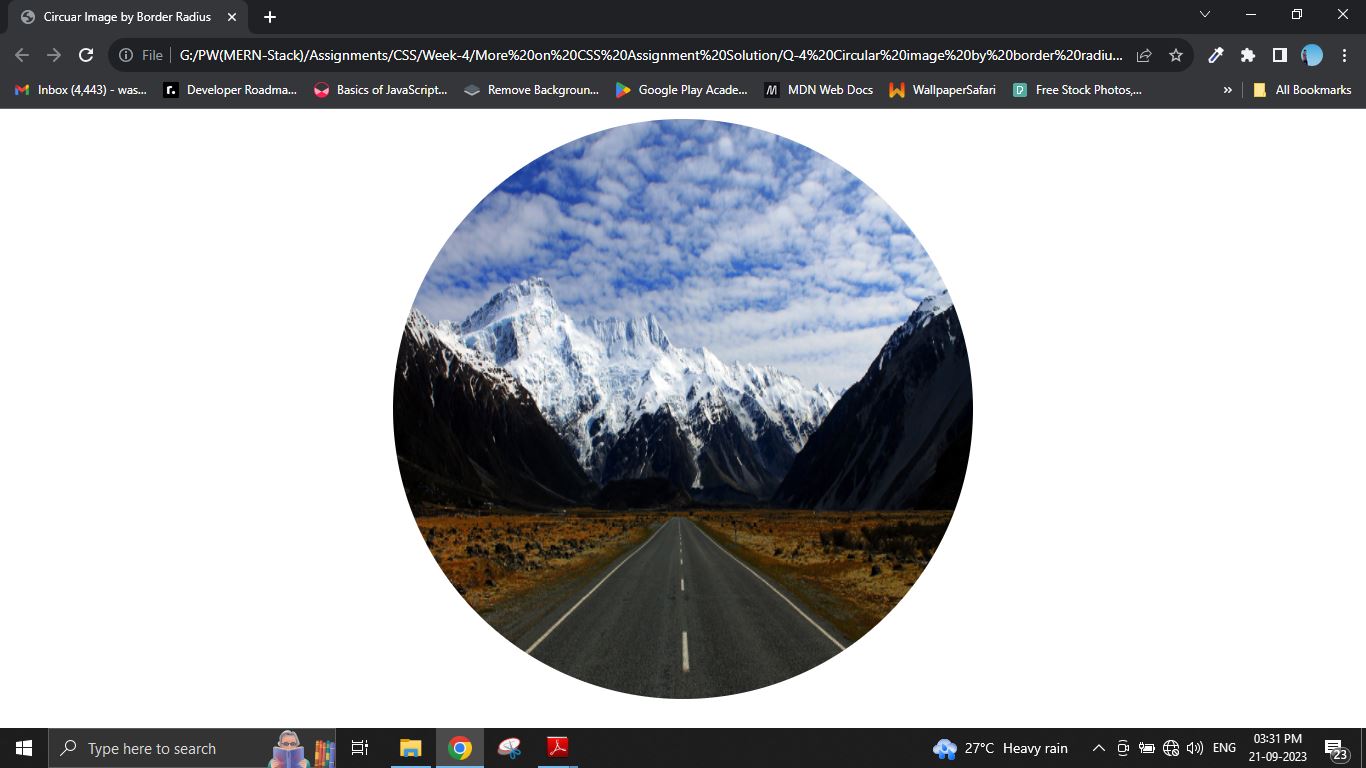 Circuar Image by Border Radius
File
G:/PW(MERN-Stack)/Assignments/CSS/Week-4/More%20on%20CSS%20Assignment%20Solution/Q-4%20Circular%20image%20by%20border%20radiu...
Inbox (4,443) - was... Developer Roadma... Basics of JavaScript... Remove Backgroun... Google Play Acade... MDN Web Docs WallpaperSafari Free Stock Photos,... » All Bookmarks
Type here to search
27°C Heavy rain
ENG
03:31 PM
21-09-2023
23